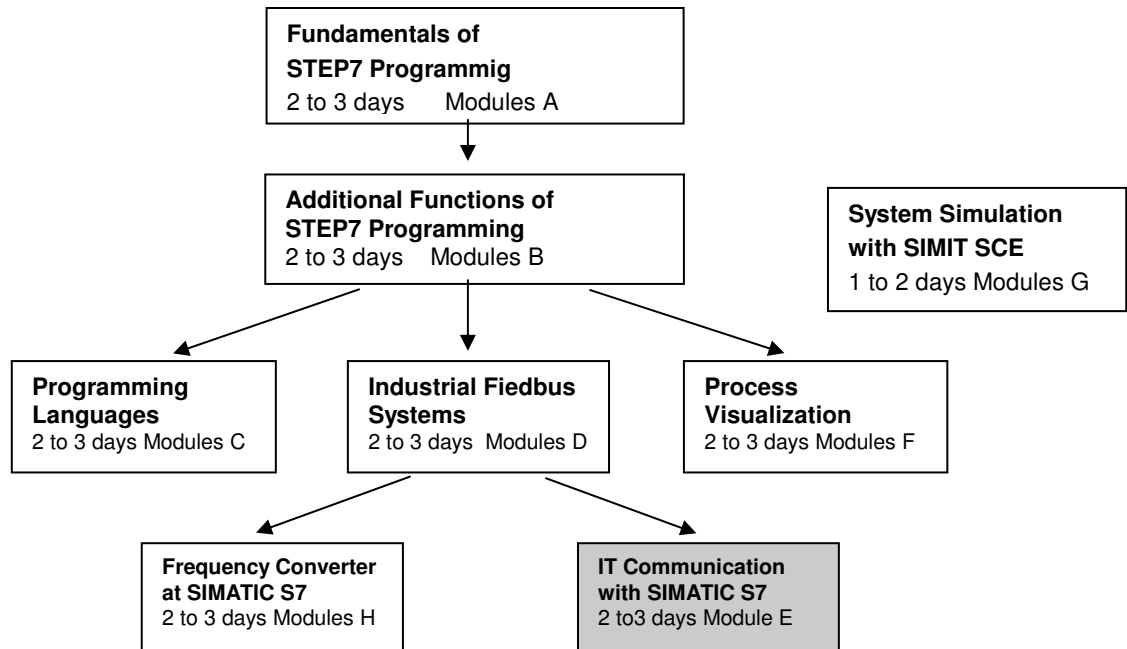 Fundamentals of
STEP7 Programmig
2 to 3 days Modules A
Additional Functions of
STEP7 Programming
2 to 3 days Modules B
System Simulation
with SIMIT SCE
1 to 2 days Modules G
Programming
Languages
2 to 3 days Modules C
Industrial Fiedbus
Systems
2 to 3 days Modules D
Process
Visualization
2 to 3 days Modules F
Frequency Converter
at SIMATIC S7
2 to 3 days Modules H
IT Communication
with SIMATIC S7
2 to3 days Module E